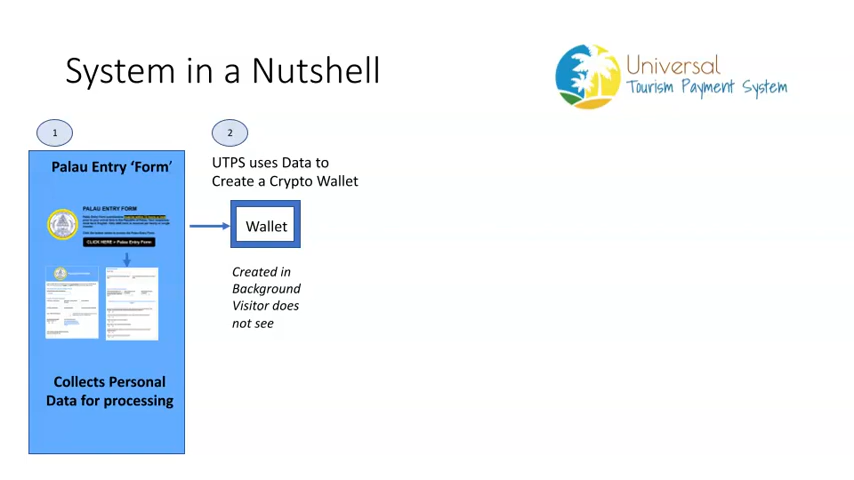 System in a Nutshell
Universal
Tourism Payment System
1
2
Palau Entry ‘Form’
UTPS uses Data to
Create a Crypto Wallet
PALAU ENTRY FORM
CLICK HERE > Palau Entry Form
Wallet
Created in
Background
Visitor does
not see
Collects Personal
Data for processing